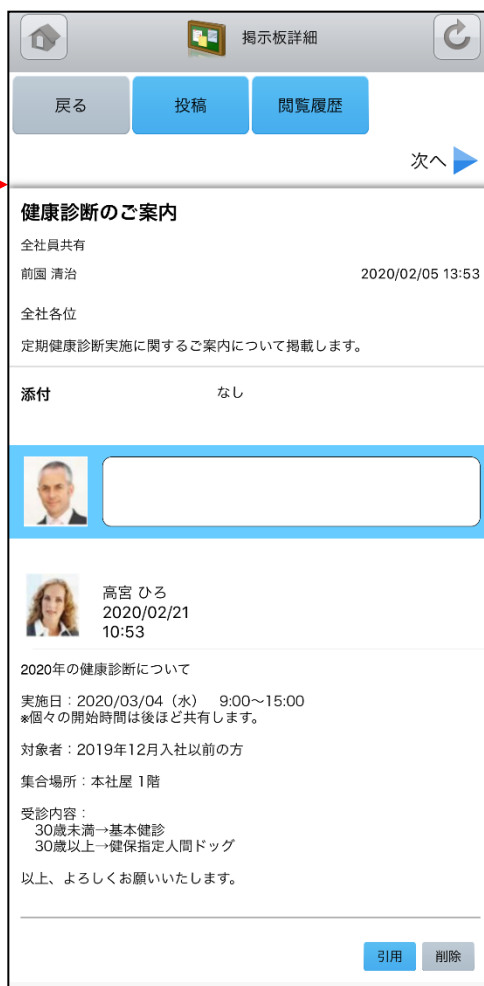 掲示板詳細
戻る 投稿 閲覧履歴
次へ
健康診断のご案内
全社員共有
前園 清治 2020/02/05 13:53
全社各位
定期健康診断実施に関するご案内について掲載します。
添付 なし
高宮 ひろ
2020/02/21
10:53
2020年の健康診断について
実施日：2020/03/04（水） 9:00〜15:00
※個々の開始時間は後ほど共有します。
対象者：2019年12月入社以前の方
集合場所：本社屋 1階
受診内容：
30歳未満→基本健診
30歳以上→健保指定人間ドッグ
以上、よろしくお願いいたします。
引用 削除